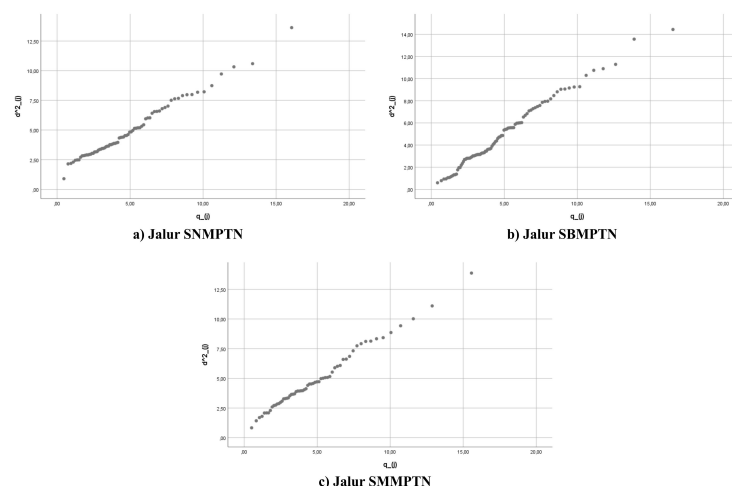 12,50
10,00
7,50
5,00
2,50
,00
d^2_(j)
,00 5,00 10,00 15,00 20,00
q_(j)
a) Jalur SNMPTN
14,00
12,00
10,00
8,00
6,00
4,00
2,00
,00
d^2_(j)
,00 5,00 10,00 15,00 20,00
q_(j)
b) Jalur SBMPTN
12,50
10,00
7,50
5,00
2,50
,00
d^2_(j)
,00 5,00 10,00 15,00 20,00
q_(j)
c) Jalur SMMPTN